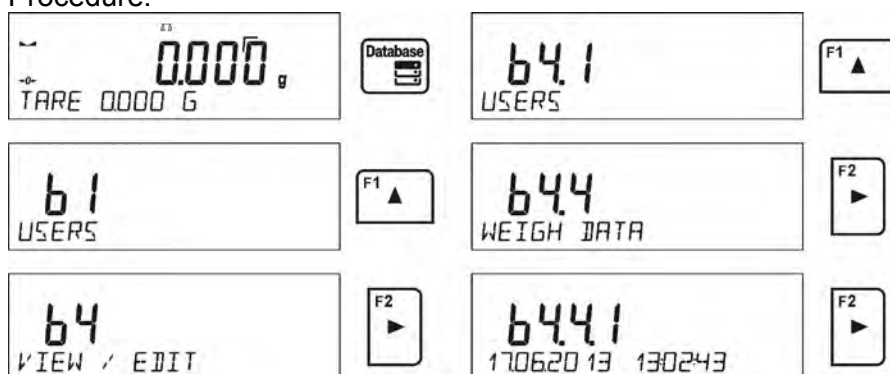 Procedure:
0.000 g
→0←
TARE 0.000 G
Database
b1
USERS
F1
b4
VIEW / EDIT
F2
b4.1
USERS
F1
b4.4
WEIGH DATA
F2
b4.4.1
17.06.2013 13:02:43
F2